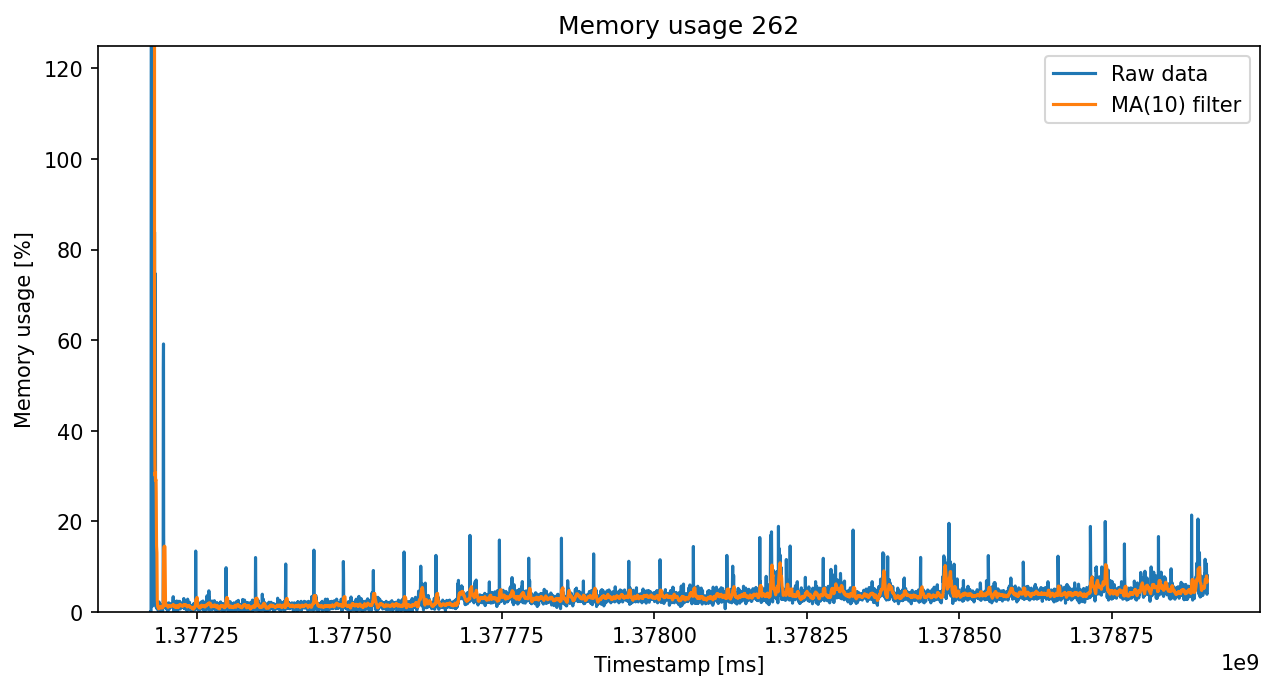 Memory usage 262
Raw data
MA(10) filter
Memory usage [%]
120
100
80
60
40
20
0
1.37725 1.37750 1.37775 1.37800 1.37825 1.37850 1.37875
Timestamp [ms]
1e9